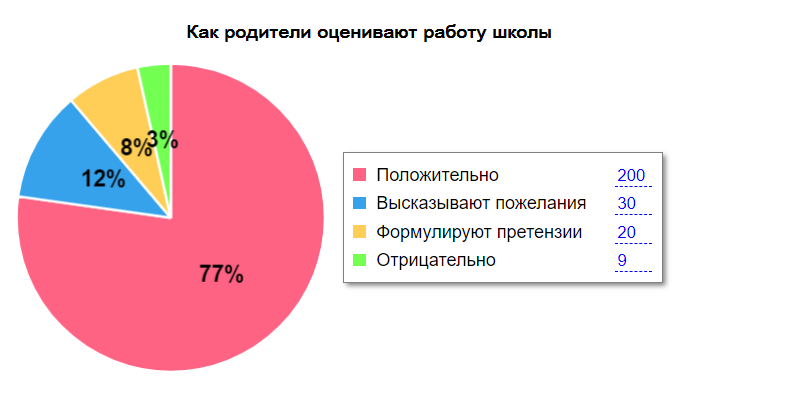 Как родители оценивают работу школы
3%
8%
12%
77%
Положительно 200
Высказывают пожелания 30
Формулируют претензии 20
Отрицательно 9